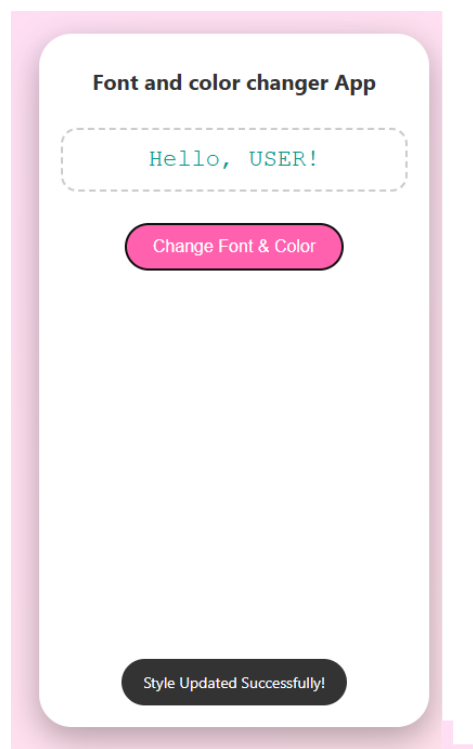 Font and color changer App
Hello, USER!
Change Font & Color
Style Updated Successfully!